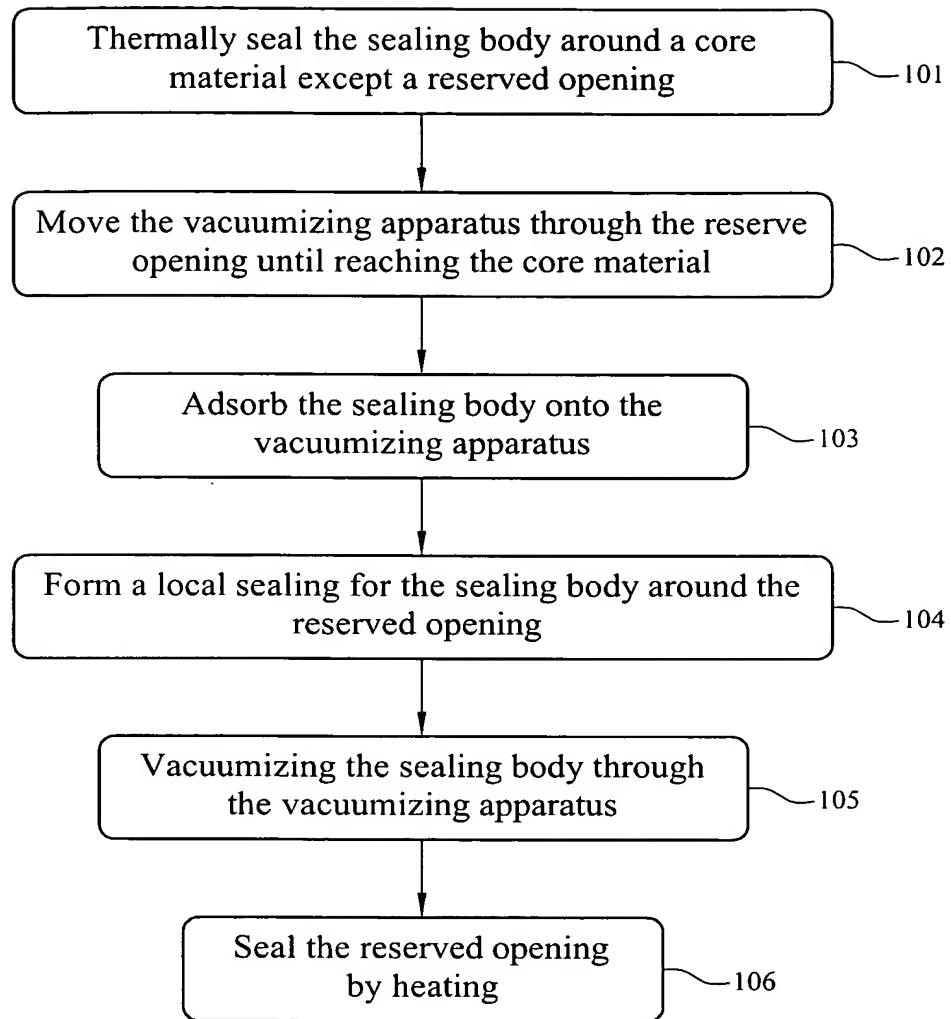 Thermally seal the sealing body around a core
material except a reserved opening
101
Move the vacuumizing apparatus through the reserve
opening until reaching the core material
102
Adsorb the sealing body onto the
vacuumizing apparatus
103
Form a local sealing for the sealing body around the
reserved opening
104
Vacuumizing the sealing body through
the vacuumizing apparatus
105
Seal the reserved opening
by heating
106